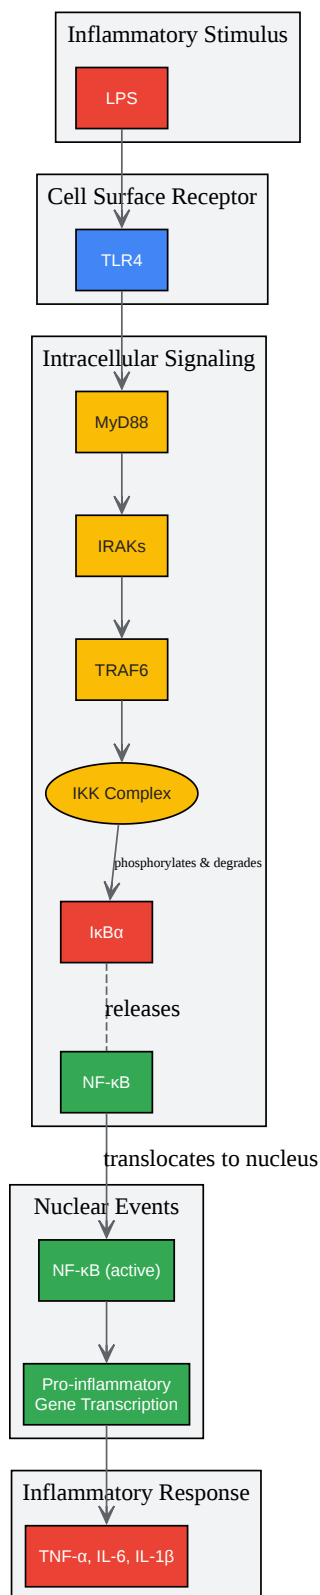 Inflammatory Stimulus
LPS
Cell Surface Receptor
TLR4
Intracellular Signaling
MyD88
IRAKs
TRAF6
IKK Complex
phosphorylates & degrades
IκBα
releases
NF-κB
translocates to nucleus
Nuclear Events
NF-κB (active)
Pro-inflammatory
Gene Transcription
Inflammatory Response
TNF-α, IL-6, IL-1β